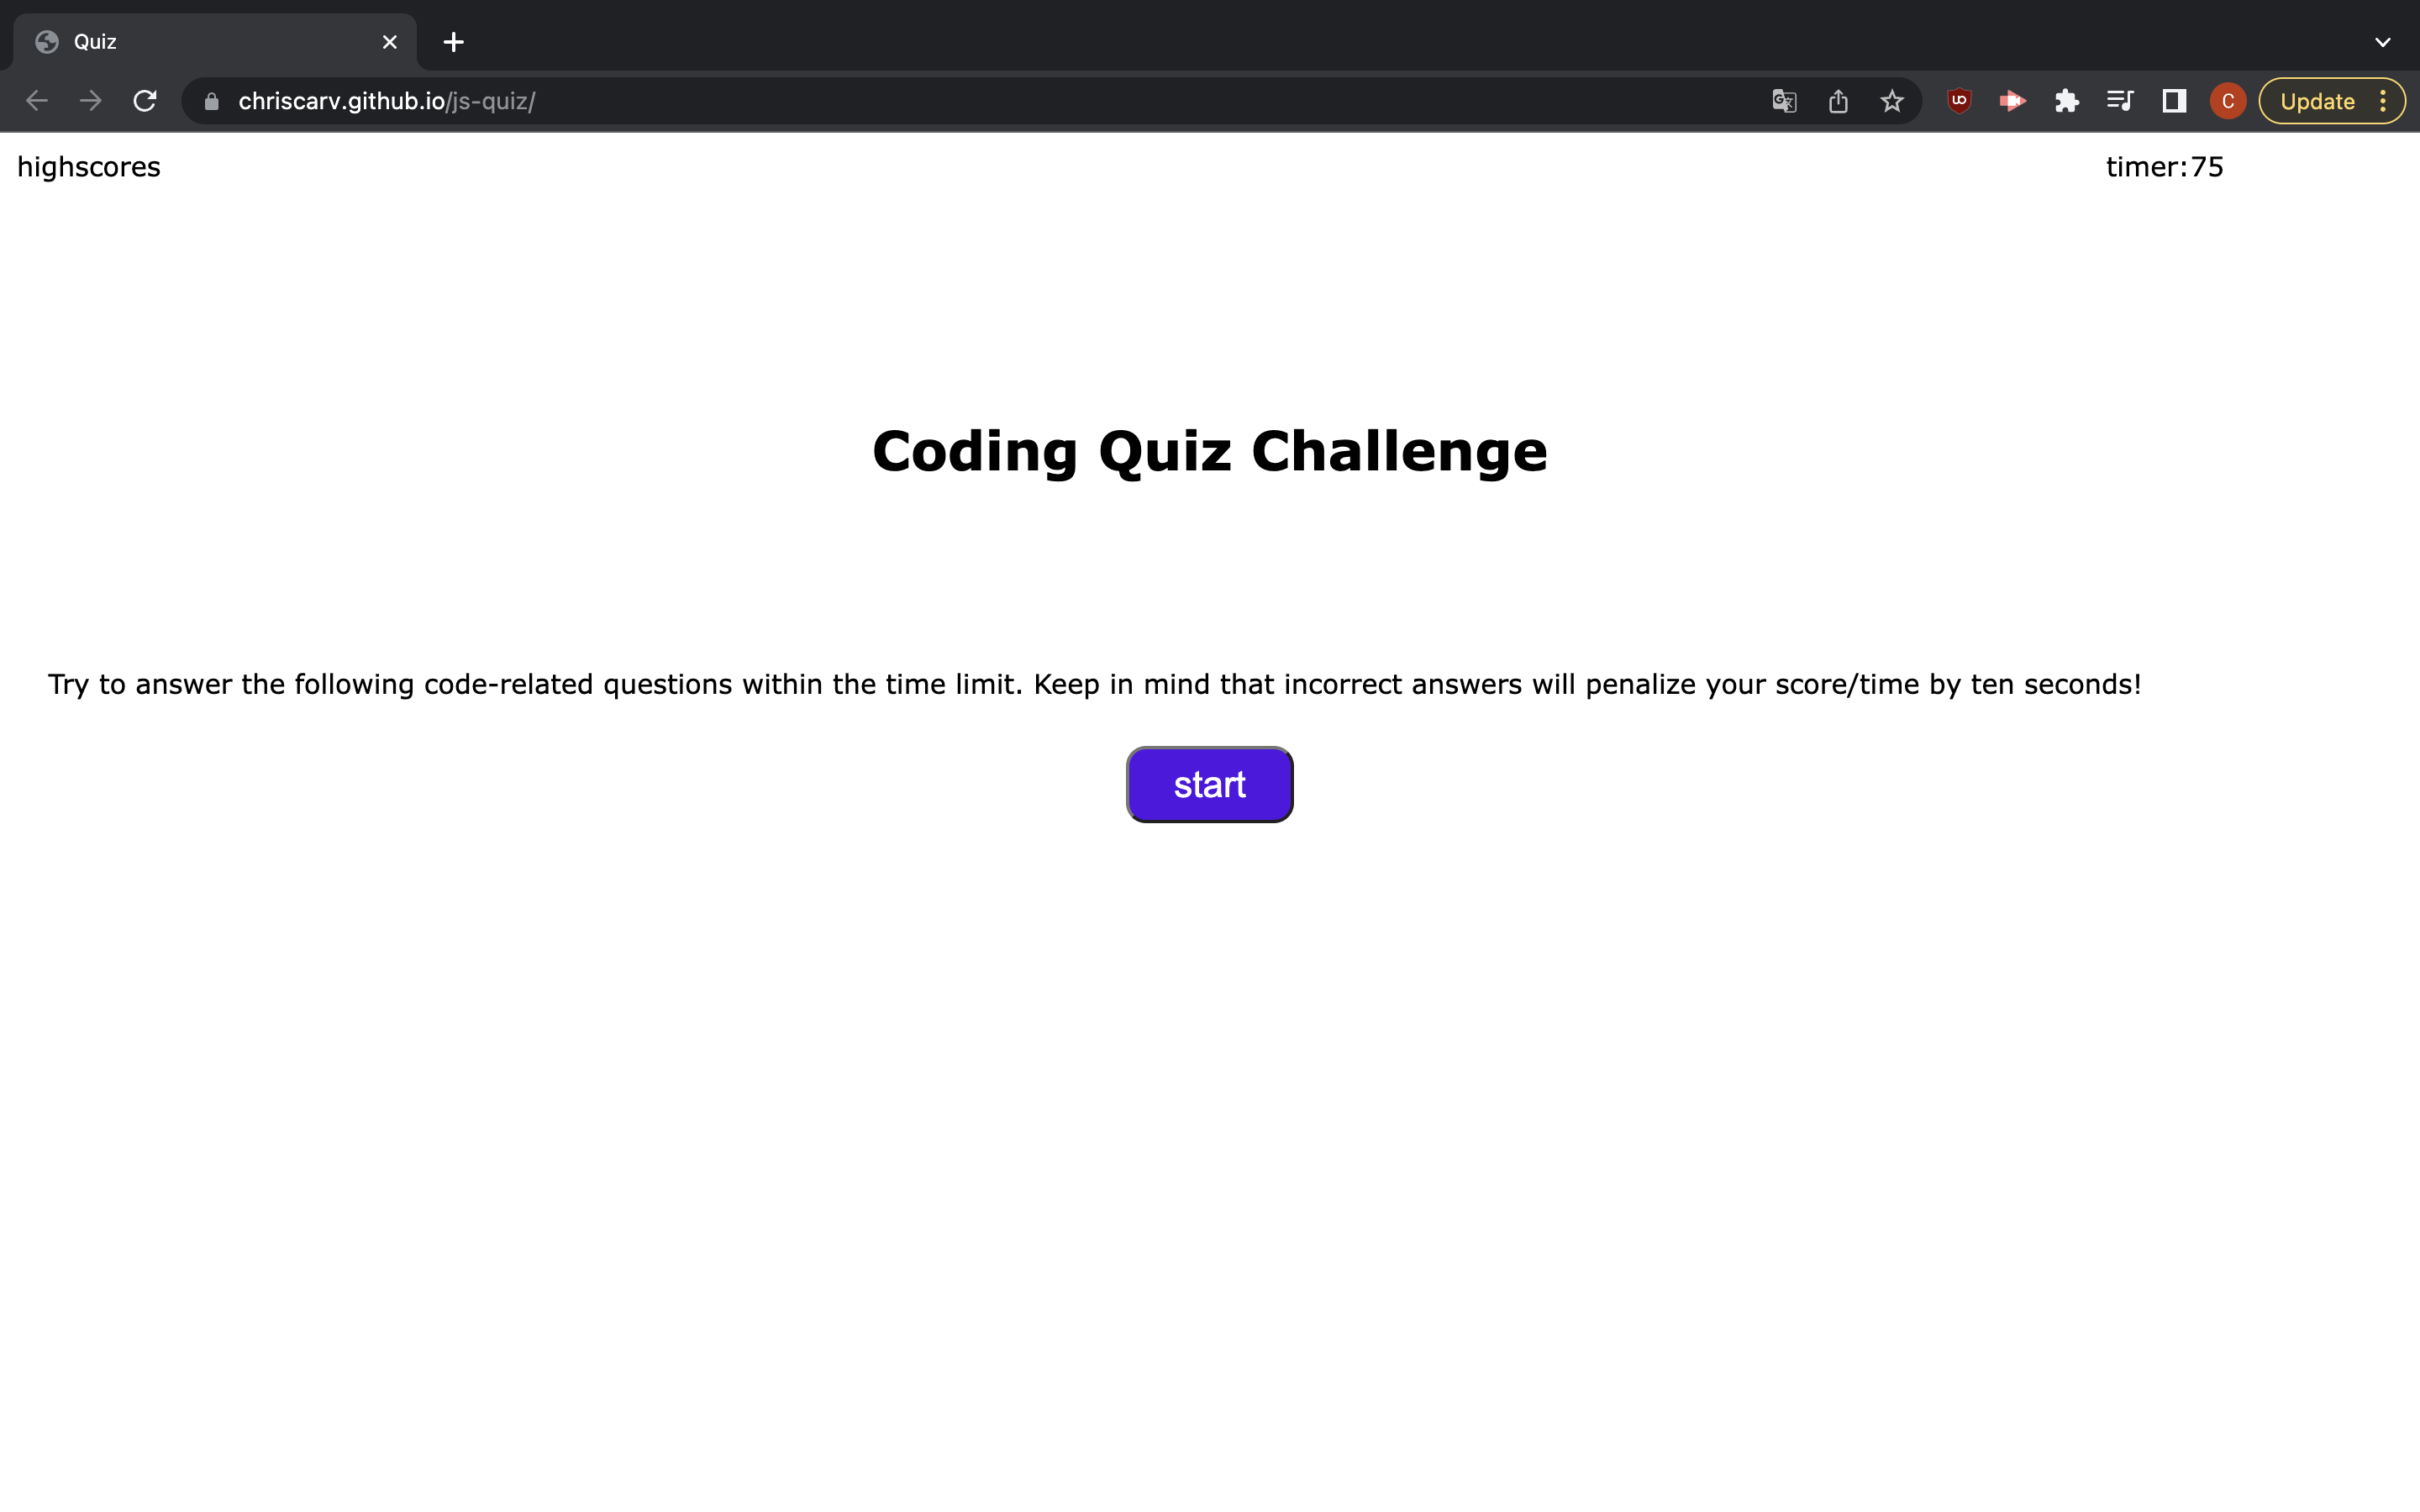 Quiz
chriscarv.github.io/js-quiz/
C
Update
highscores
timer:75
Coding Quiz Challenge
Try to answer the following code-related questions within the time limit. Keep in mind that incorrect answers will penalize your score/time by ten seconds!
start